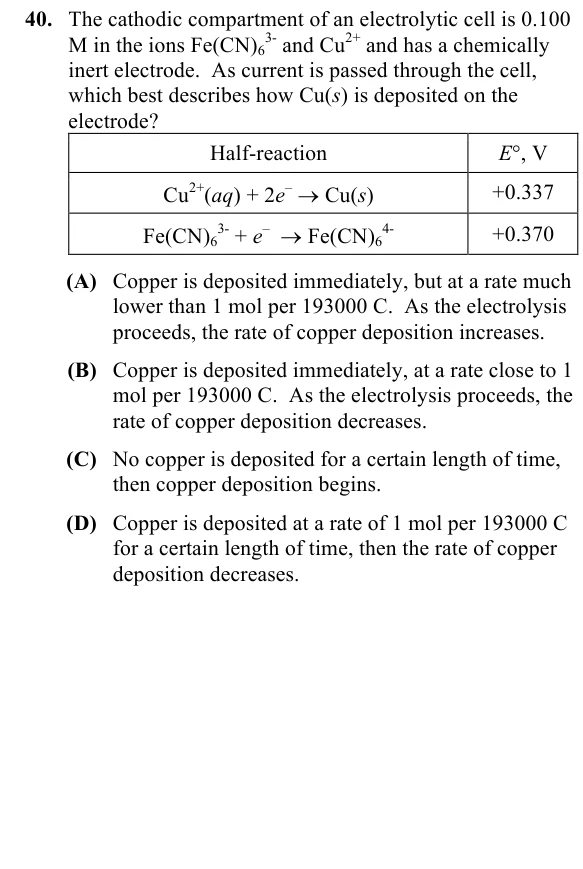 40. The cathodic compartment of an electrolytic cell is 0.100
M in the ions Fe(CN)₆³⁻ and Cu²⁺ and has a chemically
inert electrode. As current is passed through the cell,
which best describes how Cu(s) is deposited on the
electrode?
Half-reaction E°, V
Cu²⁺(aq) + 2e⁻ → Cu(s) +0.337
Fe(CN)₆³⁻ + e⁻ → Fe(CN)₆⁴⁻ +0.370
(A) Copper is deposited immediately, but at a rate much
lower than 1 mol per 193000 C. As the electrolysis
proceeds, the rate of copper deposition increases.
(B) Copper is deposited immediately, at a rate close to 1
mol per 193000 C. As the electrolysis proceeds, the
rate of copper deposition decreases.
(C) No copper is deposited for a certain length of time,
then copper deposition begins.
(D) Copper is deposited at a rate of 1 mol per 193000 C
for a certain length of time, then the rate of copper
deposition decreases.